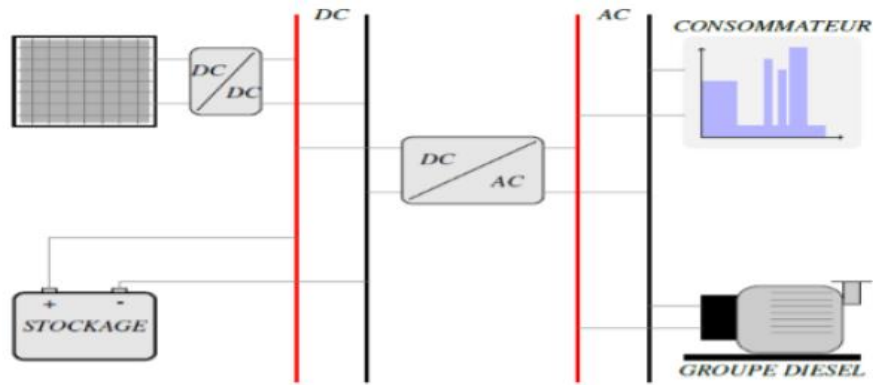 DC
AC
CONSOMMATEUR
DC
DC
DC
AC
+ -
STOCKAGE
GROUPE DIESEL